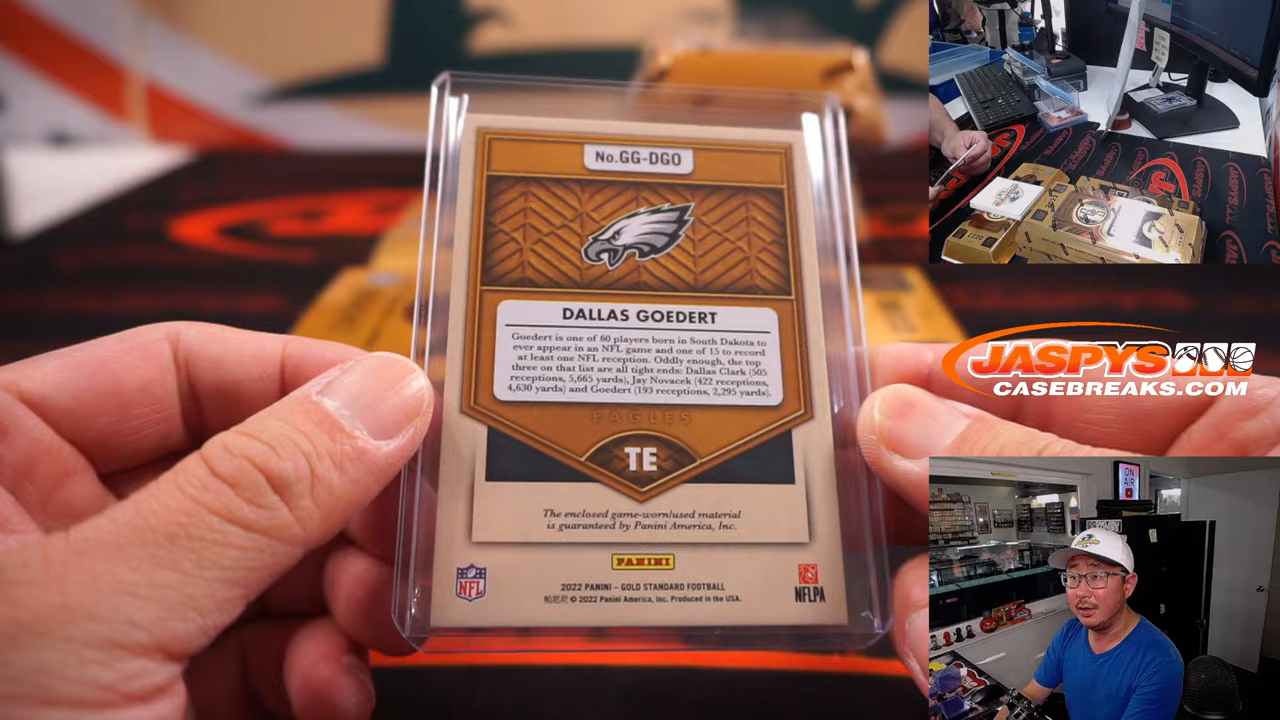 No.GG-DGO
DALLAS GOEDERT
Goedert is one of 60 players born in South Dakota to
ever appear in an NFL game and one of 15 to record
at least one NFL reception. Oddly enough, the top
three on that list are all tight ends: Dallas Clark (505
receptions, 5,665 yards), Jay Novacek (422 receptions,
4,630 yards) and Goedert (193 receptions, 2,295 yards).
EAGLES
TE
The enclosed game-worn/used material
is guaranteed by Panini America, Inc.
PANINI
NFL
2022 PANINI – GOLD STANDARD FOOTBALL
© 2022 Panini America, Inc. Produced in the USA.
NFLPA
JASPYS
CASEBREAKS.COM
ON
AIR